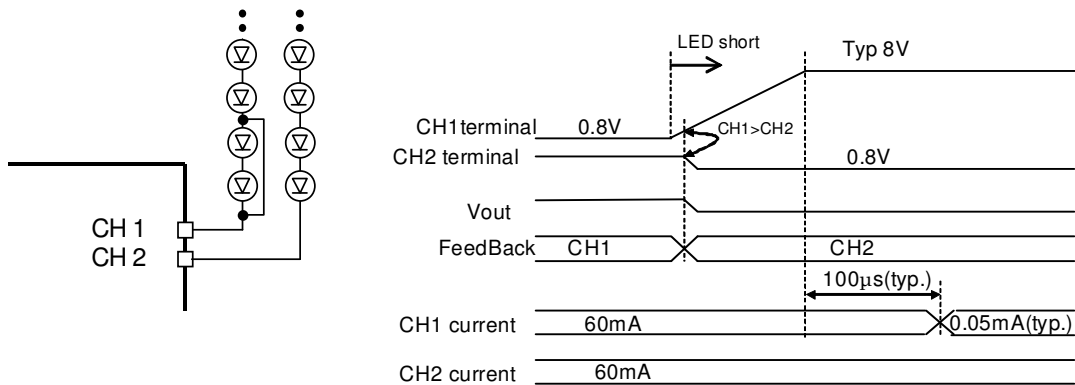 CH 1
CH 2
LED short
Typ 8V
CH1terminal
0.8V
CH1>CH2
CH2 terminal
0.8V
Vout
FeedBack
CH1
CH2
100μs(typ.)
CH1 current
60mA
0.05mA(typ.)
CH2 current
60mA